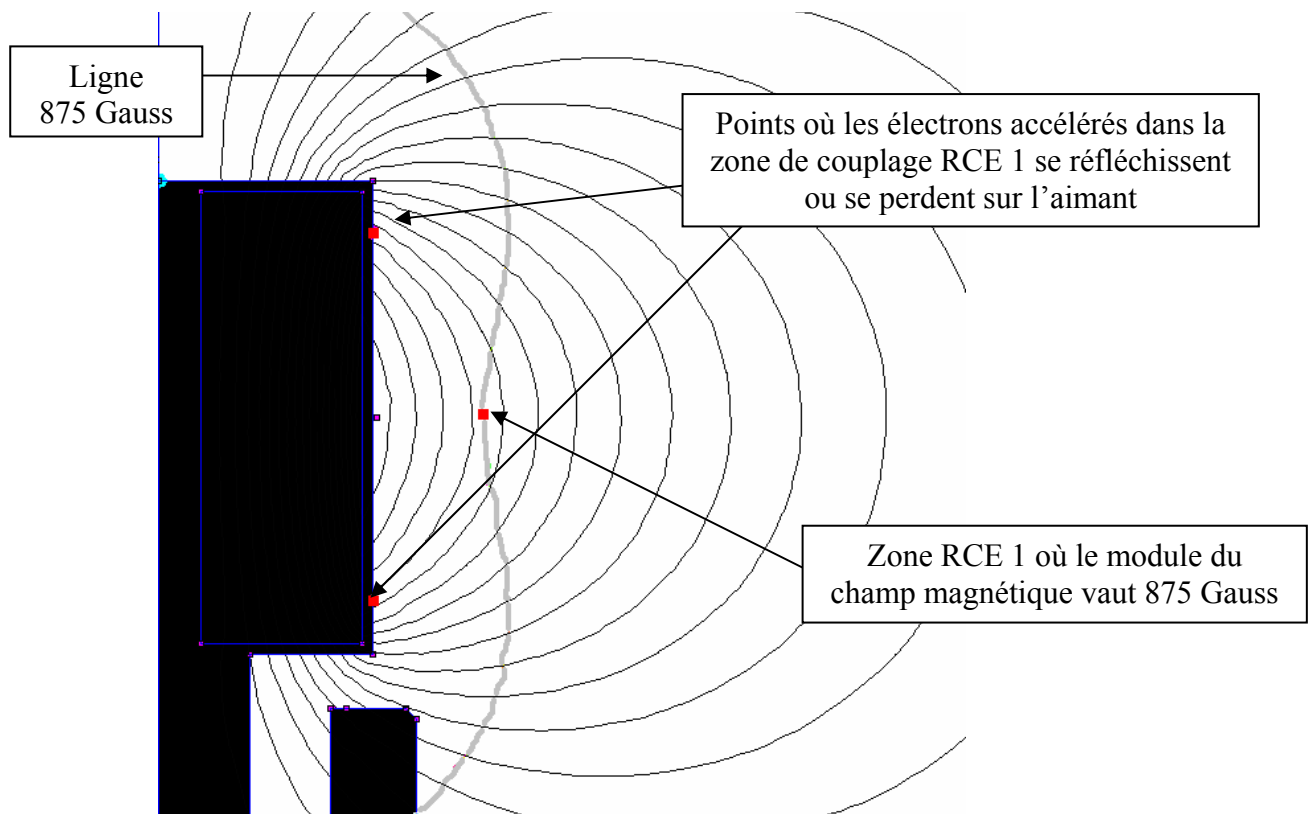 Ligne
875 Gauss
Points où les électrons accélérés dans la
zone de couplage RCE 1 se réfléchissent
ou se perdent sur l’aimant
Zone RCE 1 où le module du
champ magnétique vaut 875 Gauss